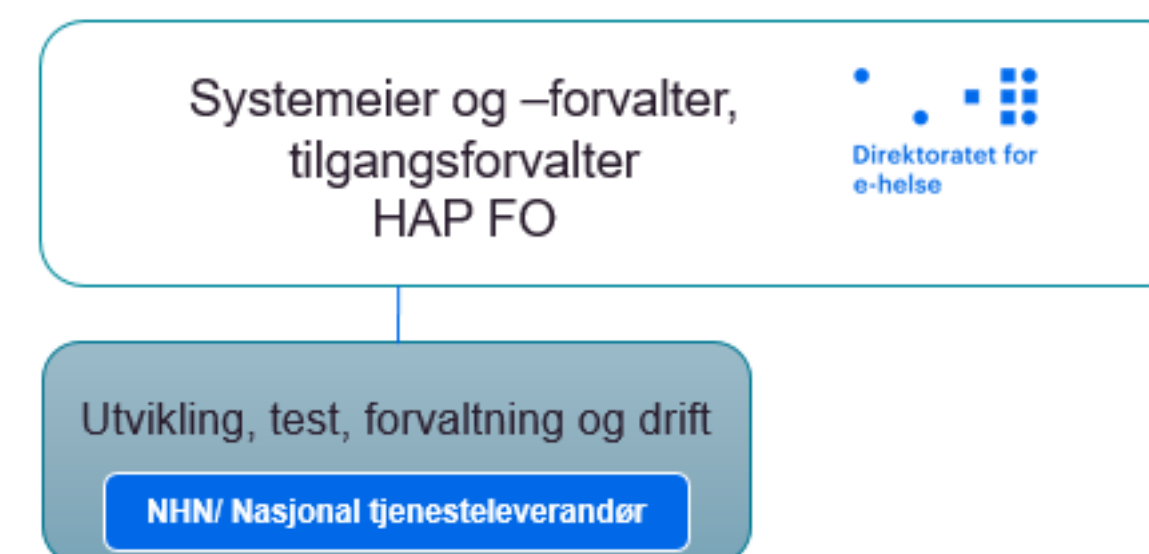 Systemeier og –forvalter,
tilgangsforvalter
HAP FO
Direktoratet for
e-helse
Utvikling, test, forvaltning og drift
NHN/ Nasjonal tjenesteleverandør